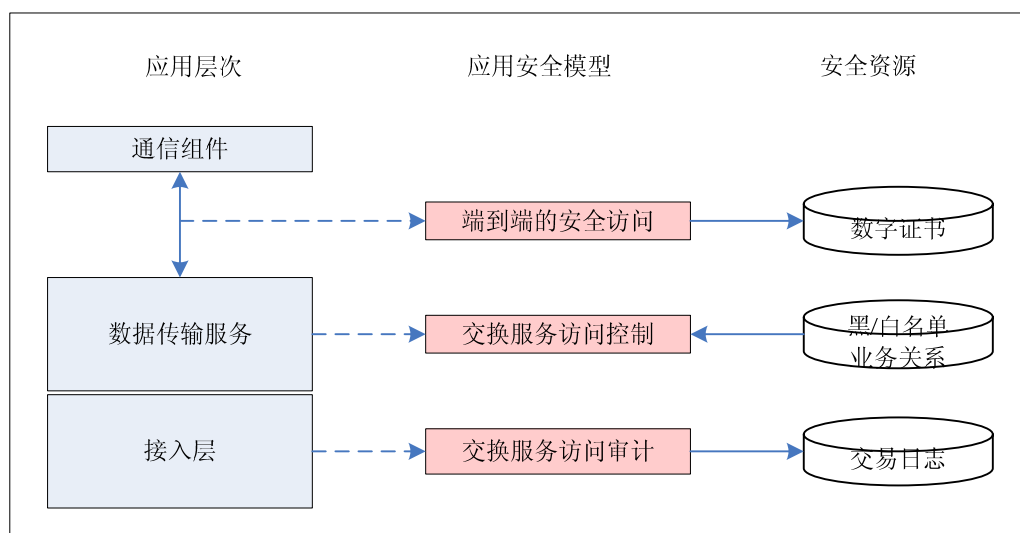 应用层次
应用安全模型
安全资源
通信组件
端到端的安全访问
数字证书
数据传输服务
交换服务访问控制
黑/白名单
业务关系
接入层
交换服务访问审计
交易日志